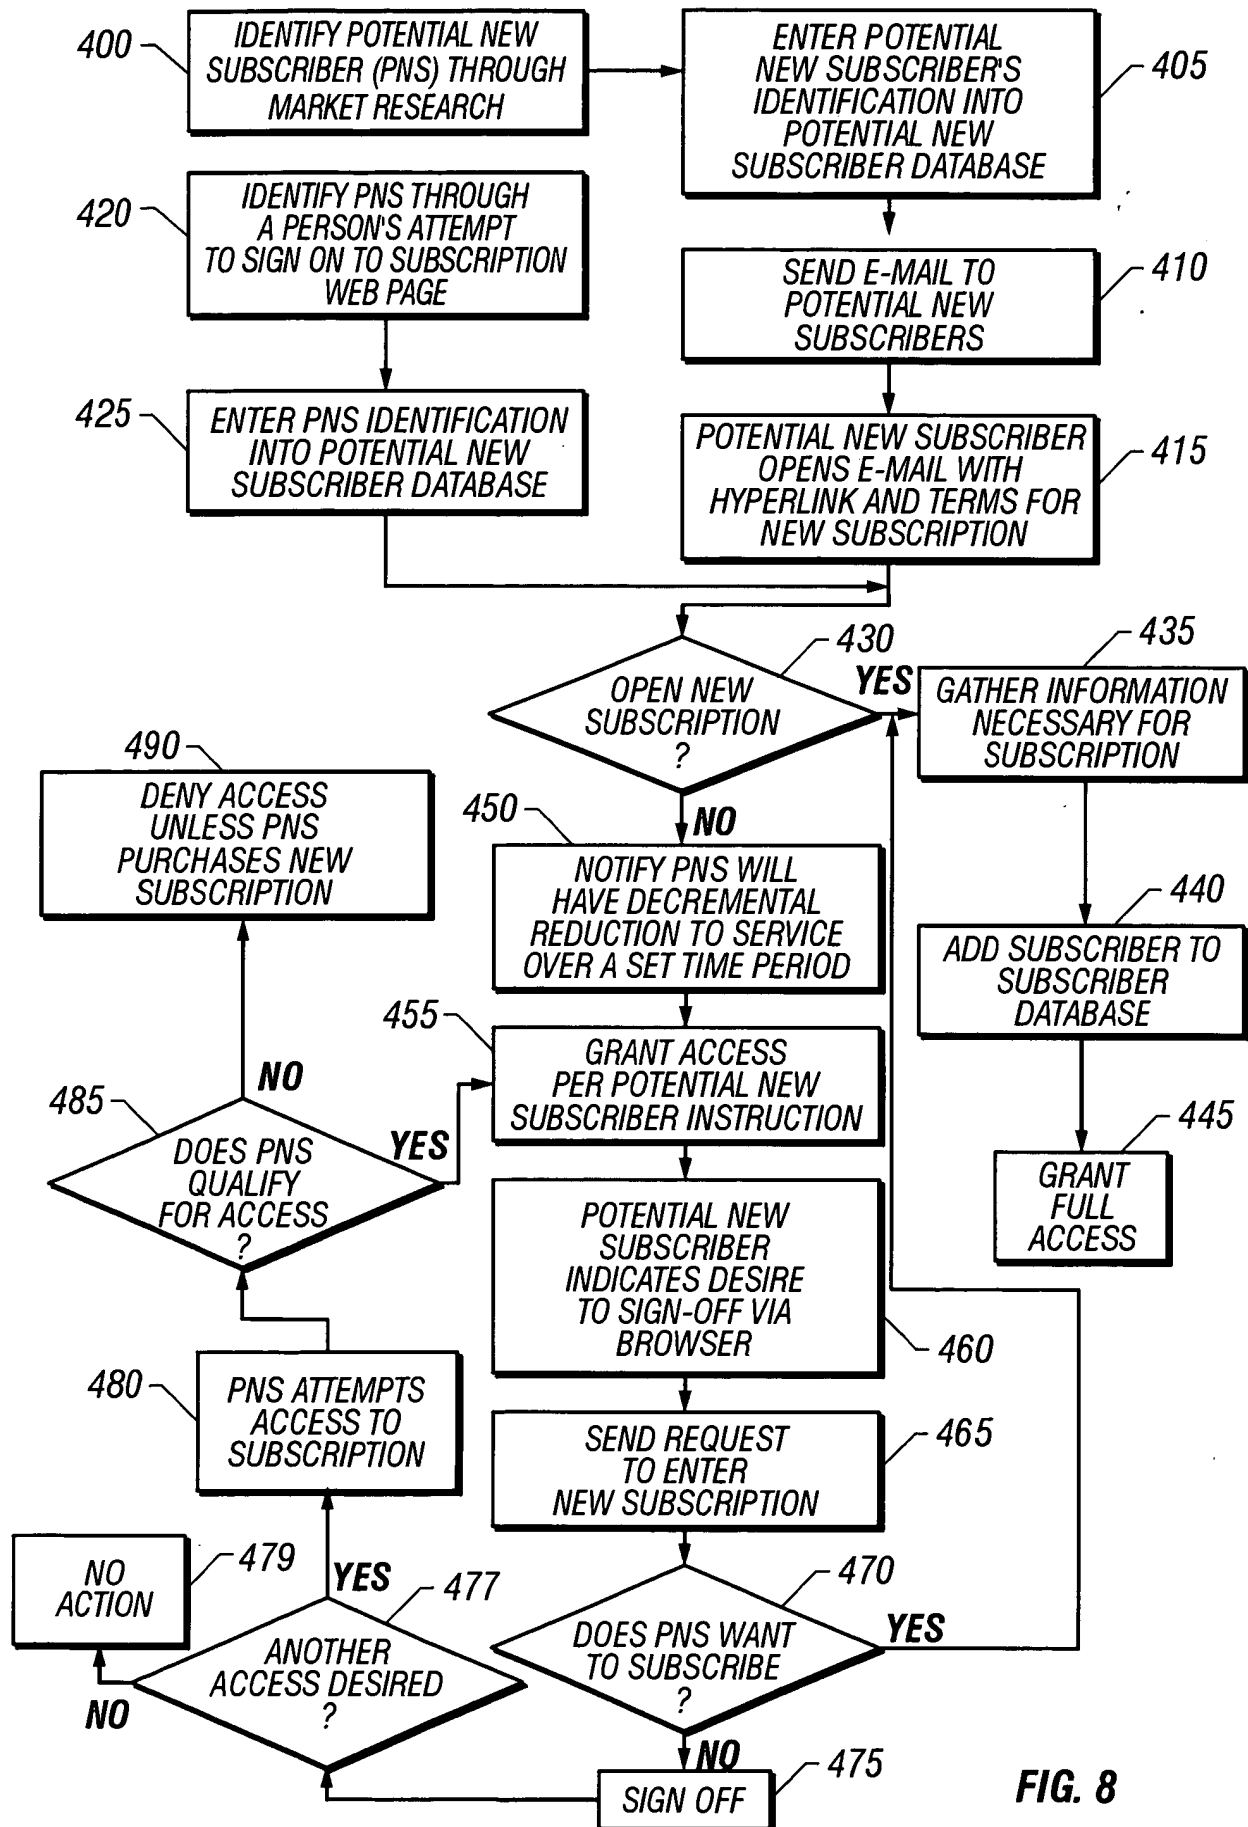 400
IDENTIFY POTENTIAL NEW
SUBSCRIBER (PNS) THROUGH
MARKET RESEARCH
ENTER POTENTIAL
NEW SUBSCRIBER'S
IDENTIFICATION INTO
POTENTIAL NEW
SUBSCRIBER DATABASE
405
420
IDENTIFY PNS THROUGH
A PERSON'S ATTEMPT
TO SIGN ON TO SUBSCRIPTION
WEB PAGE
SEND E-MAIL TO
POTENTIAL NEW
SUBSCRIBERS
410
425
ENTER PNS IDENTIFICATION
INTO POTENTIAL NEW
SUBSCRIBER DATABASE
POTENTIAL NEW SUBSCRIBER
OPENS E-MAIL WITH
HYPERLINK AND TERMS FOR
NEW SUBSCRIPTION
415
430
OPEN NEW
SUBSCRIPTION
?
YES
NO
435
GATHER INFORMATION
NECESSARY FOR
SUBSCRIPTION
490
DENY ACCESS
UNLESS PNS
PURCHASES NEW
SUBSCRIPTION
450
NOTIFY PNS WILL
HAVE DECREMENTAL
REDUCTION TO SERVICE
OVER A SET TIME PERIOD
440
ADD SUBSCRIBER TO
SUBSCRIBER
DATABASE
455
GRANT ACCESS
PER POTENTIAL NEW
SUBSCRIBER INSTRUCTION
NO
485
DOES PNS
QUALIFY
FOR ACCESS
?
YES
445
GRANT
FULL
ACCESS
POTENTIAL NEW
SUBSCRIBER
INDICATES DESIRE
TO SIGN-OFF VIA
BROWSER
460
480
PNS ATTEMPTS
ACCESS TO
SUBSCRIPTION
SEND REQUEST
TO ENTER
NEW SUBSCRIPTION
465
NO
ACTION
479
YES
477
ANOTHER
ACCESS DESIRED
?
NO
470
DOES PNS WANT
TO SUBSCRIBE
?
YES
NO
475
SIGN OFF
FIG. 8